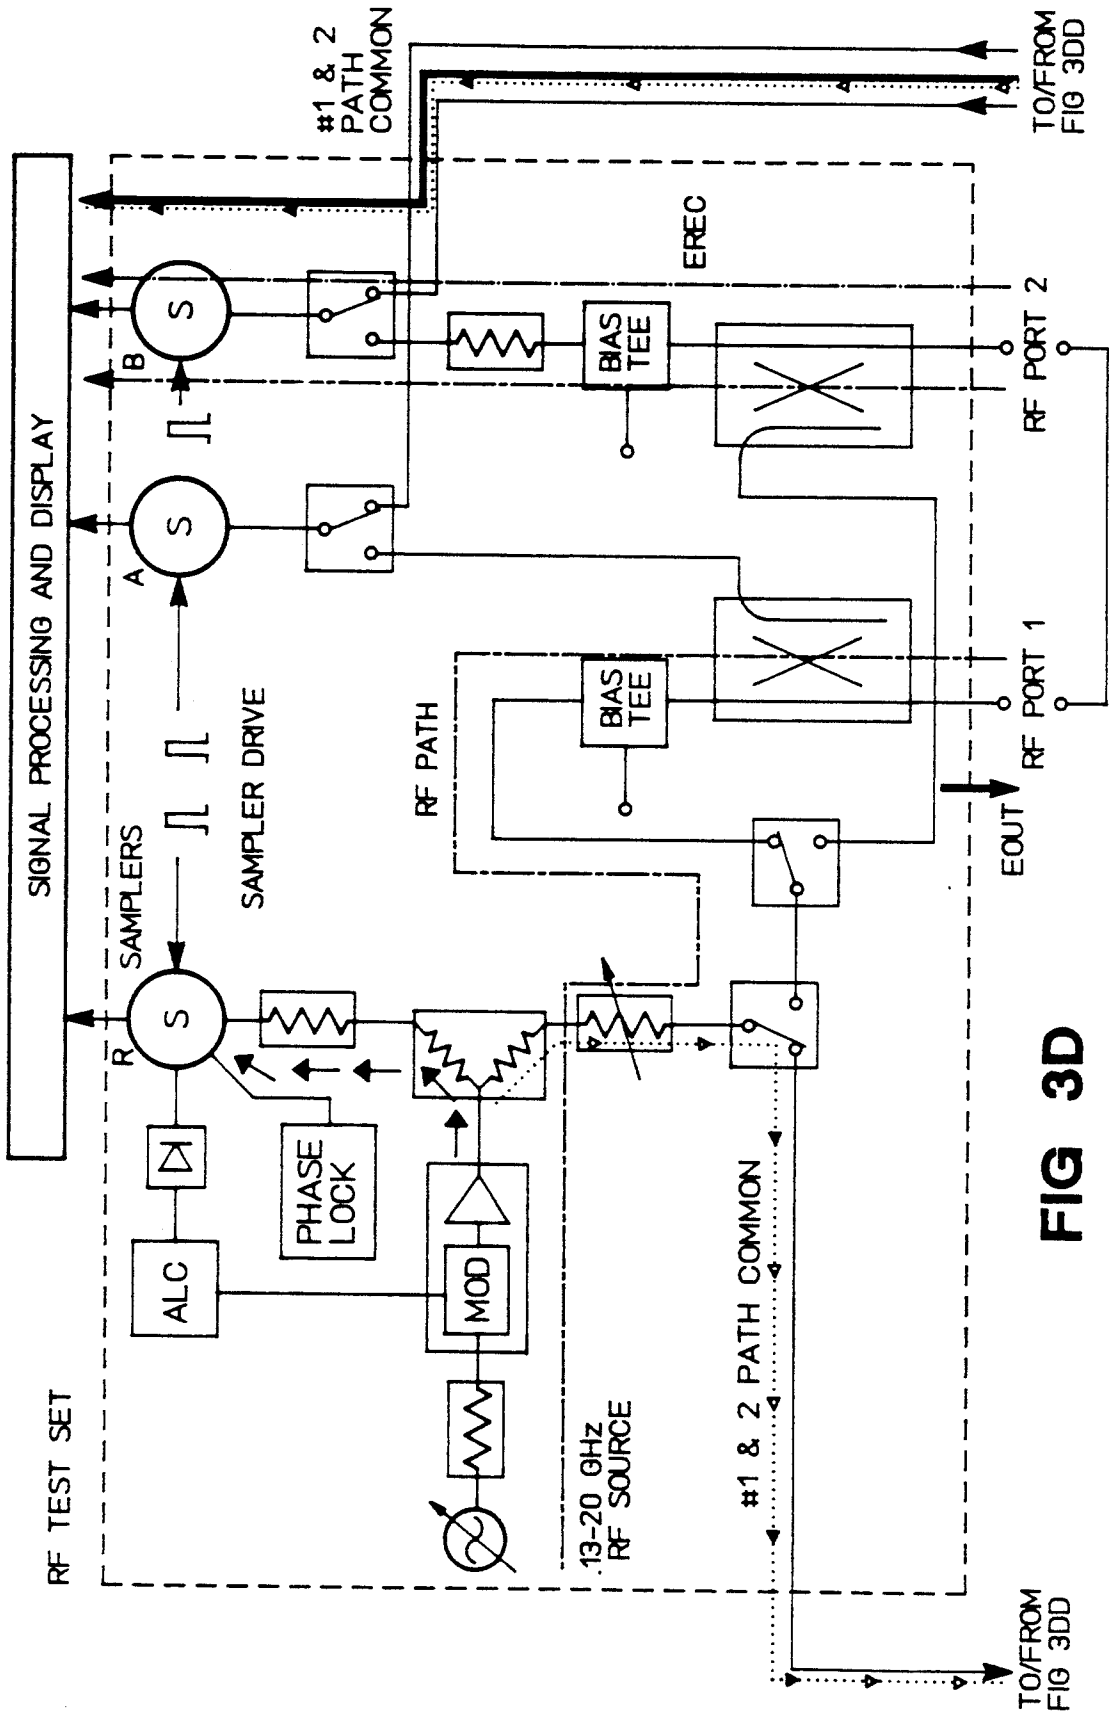 RF TEST SET
SIGNAL PROCESSING AND DISPLAY
SAMPLERS
R
S
A
S
B
S
#1 & 2
PATH
COMMON
ALC
SAMPLER DRIVE
PHASE
LOCK
MOD
RF PATH
.13-20 GHz
RF SOURCE
BIAS
TEE
BIAS
TEE
EREC
#1 & 2 PATH COMMON
EOUT
RF PORT 1
RF PORT 2
TO/FROM
FIG 3DD
TO/FROM
FIG 3DD
FIG 3D